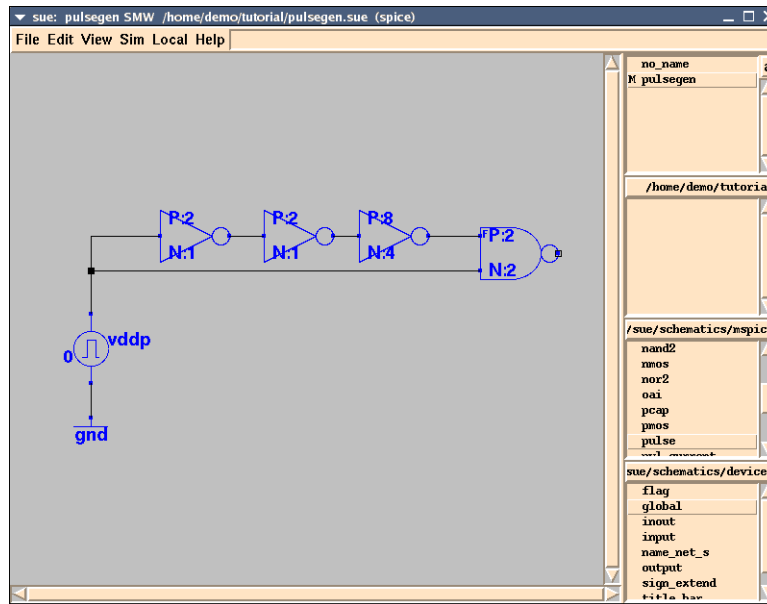 sue: pulsegen SMW /home/demo/tutorial/pulsegen.sue (spice)
File Edit View Sim Local Help
no_name
M pulsegen
/home/demo/tutoria
P:2
N:1
P:2
N:1
P:8
N:4
F
P:2
N:2
vddp
0
gnd
/sue/schematics/mspic
nand2
nmos
nor2
oai
pcap
pmos
pulse
sue/schematics/device
flag
global
inout
input
name_net_s
output
sign_extend
title_bar